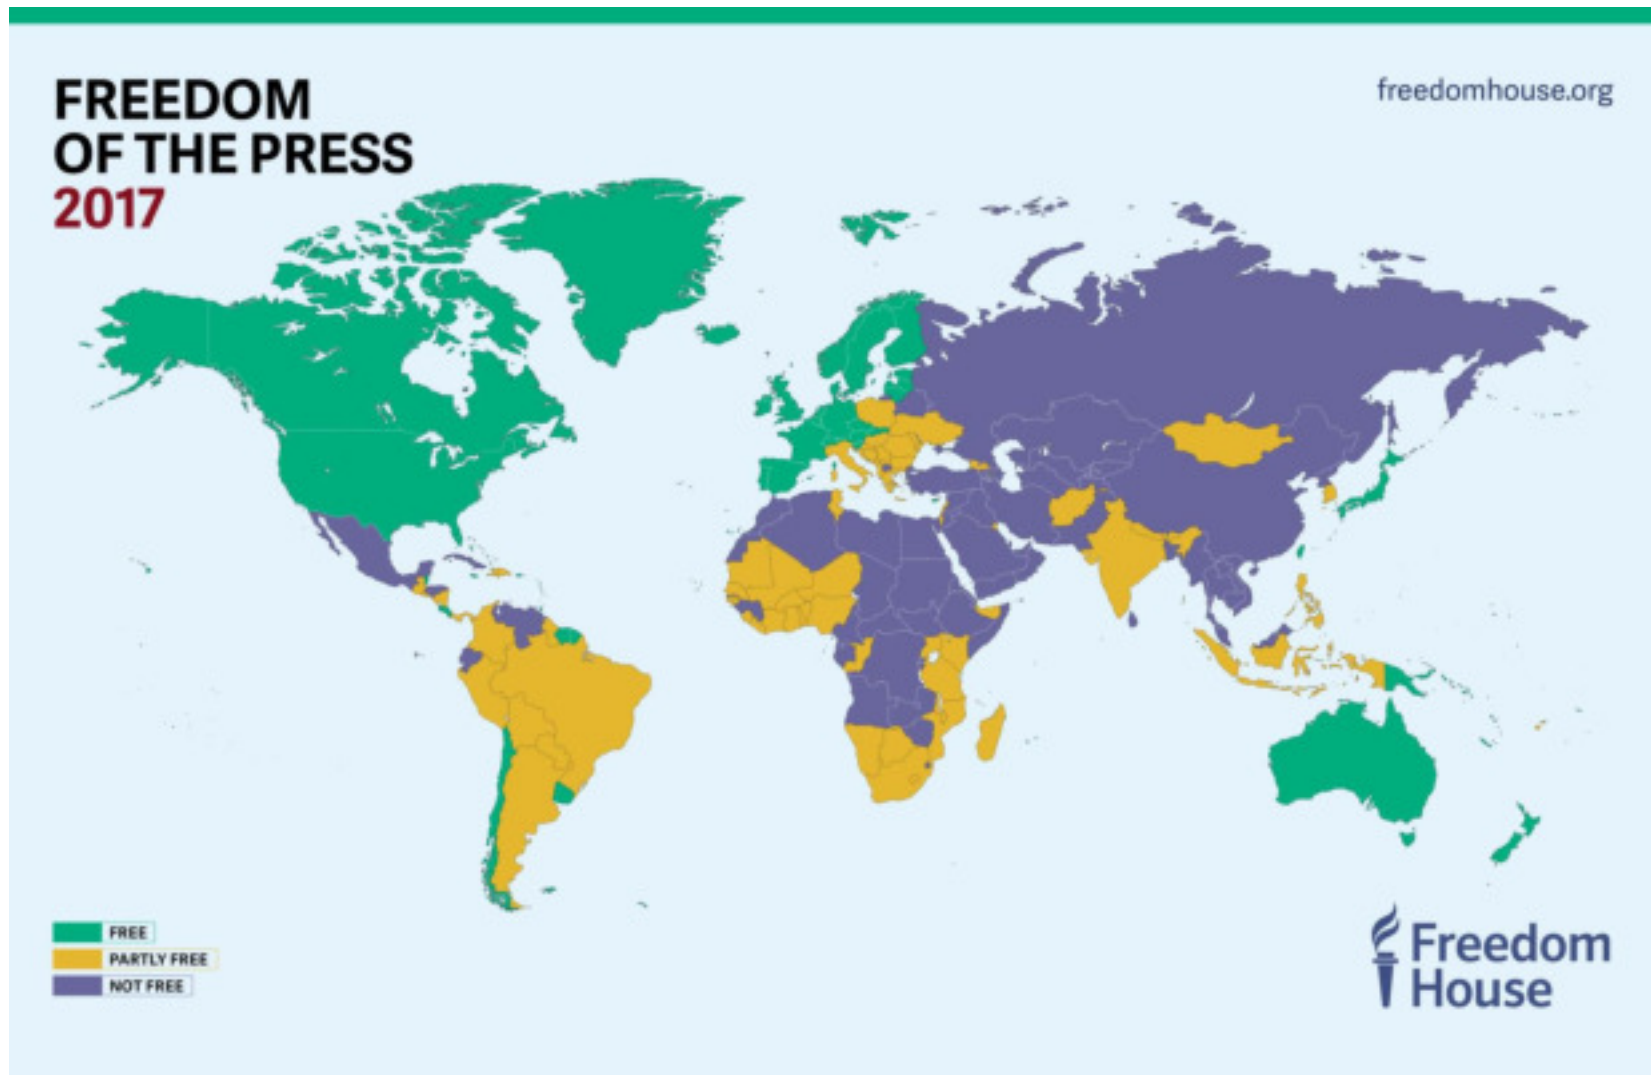 FREEDOM
OF THE PRESS
2017
freedomhouse.org
FREE
PARTLY FREE
NOT FREE
Freedom
House